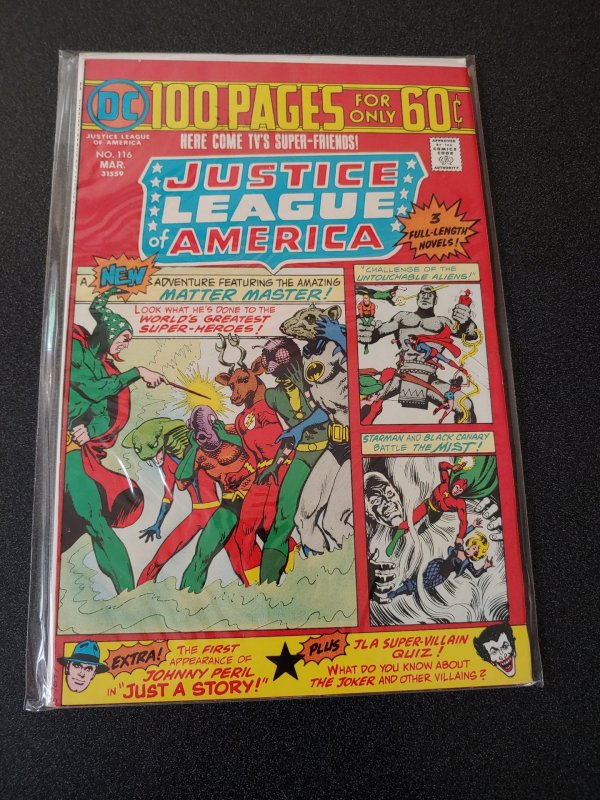 DC 100 PAGES FOR ONLY 60¢
JUSTICE LEAGUE
OF AMERICA
NO. 116
MAR.
31559
HERE COME TV'S SUPER-FRIENDS!
APPROVED
BY THE
COMICS
CODE
AUTHORITY
JUSTICE
LEAGUE
of AMERICA
3
FULL-LENGTH
NOVELS!
A NEW ADVENTURE FEATURING THE AMAZING
MATTER MASTER!
LOOK WHAT HE'S DONE TO THE
WORLD'S GREATEST
SUPER-HEROES!
"CHALLENGE OF THE
UNTOUCHABLE ALIENS!"
STARMAN AND BLACK CANARY
BATTLE THE MIST!
EXTRA!
THE FIRST
APPEARANCE OF
JOHNNY PERIL
IN "JUST A STORY!"
PLUS
JLA SUPER-VILLAIN
QUIZ!
WHAT DO YOU KNOW ABOUT
THE JOKER AND OTHER VILLAINS?